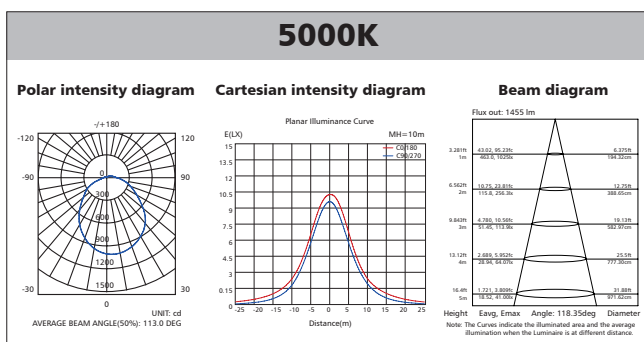 5000K
Polar intensity diagram
-/+180
-120
120
-90
90
0
300
600
900
1200
1500
-30
30
0
UNIT: cd
AVERAGE BEAM ANGLE(50%): 113.0 DEG
Cartesian intensity diagram
Planar Illuminance Curve
E(LX)
MH=10m
C0/180
C90/270
15
13.5
12
10.5
9
7.5
6
4.5
3
0.15
0
-25 -20 -15 -10 -5 0 5 10 15 20 25
Distance(m)
Beam diagram
Flux out: 1455 lm
3.281ft 43.02, 95.23fc 6.375ft
1m 463.0, 1025lx 194.32cm
6.562ft 10.75, 23.81fc 12.75ft
2m 115.8, 256.3lx 388.65cm
9.843ft 4.780, 10.58fc 19.13ft
3m 51.45, 113.9lx 582.97cm
13.12ft 2.689, 5.952fc 25.5ft
4m 28.94, 64.07lx 777.30cm
16.4ft 1.721, 3.809fc 31.88ft
5m 18.52, 41.00lx 971.62cm
Height Eavg, Emax Angle: 118.35deg Diameter
Note: The Curves indicate the illuminated area and the average
illumination when the Luminaire is at different distance.